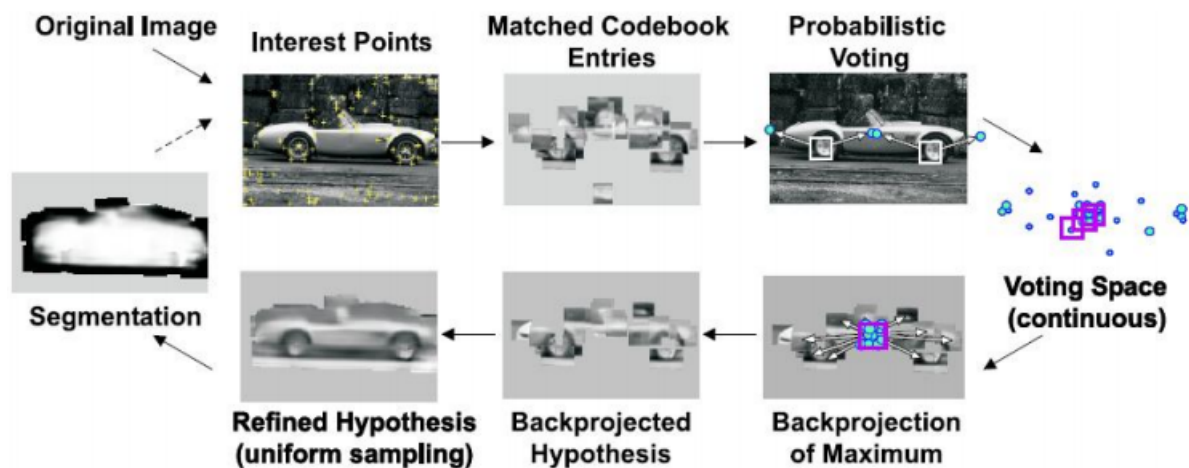 Original Image
Interest Points
Matched Codebook
Entries
Probabilistic
Voting
Voting Space
(continuous)
Segmentation
Refined Hypothesis
(uniform sampling)
Backprojected
Hypothesis
Backprojection
of Maximum